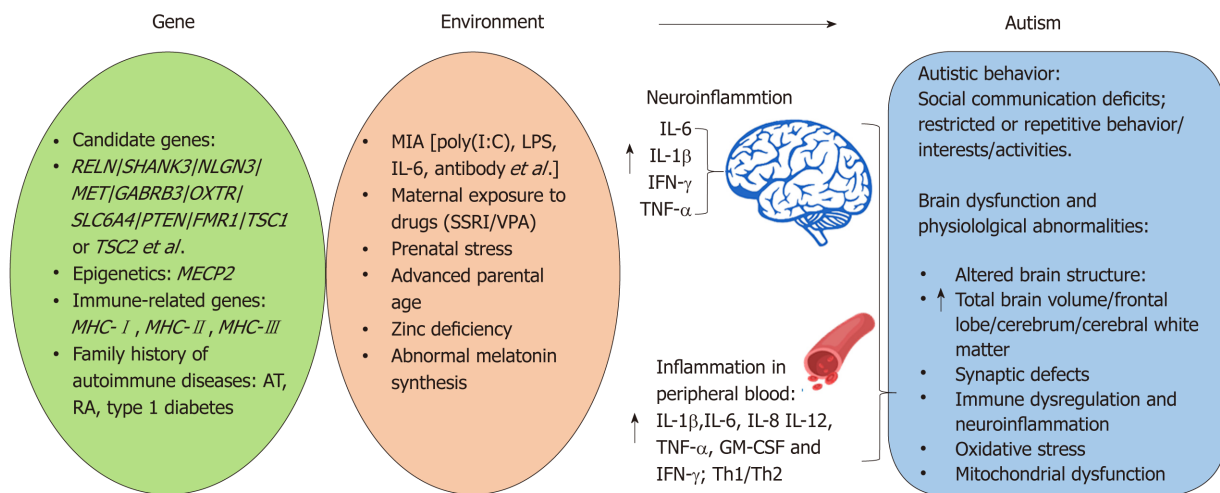 Gene
Environment
Autism
• Candidate genes:
• RELN|SHANK3|NLGN3|
MET|GABRB3|OXTR|
SLC6A4|PTEN|FMR1|TSC1
or TSC2 et al.
• Epigenetics: MECP2
• Immune-related genes:
MHC-Ⅰ, MHC-Ⅱ, MHC-Ⅲ
• Family history of
autoimmune diseases: AT,
RA, type 1 diabetes
• MIA [poly(I:C), LPS,
IL-6, antibody et al.]
• Maternal exposure to
drugs (SSRI/VPA)
• Prenatal stress
• Advanced parental
age
• Zinc deficiency
• Abnormal melatonin
synthesis
Neuroinflammtion
IL-6
IL-1β
IFN-γ
TNF-α
Inflammation in
peripheral blood:
IL-1β,IL-6, IL-8 IL-12,
TNF-α, GM-CSF and
IFN-γ; Th1/Th2
Autistic behavior:
Social communication deficits;
restricted or repetitive behavior/
interests/activities.
Brain dysfunction and
physiololgical abnormalities:
• Altered brain structure:
• ↑ Total brain volume/frontal
lobe/cerebrum/cerebral white
matter
• Synaptic defects
• Immune dysregulation and
neuroinflammation
• Oxidative stress
• Mitochondrial dysfunction